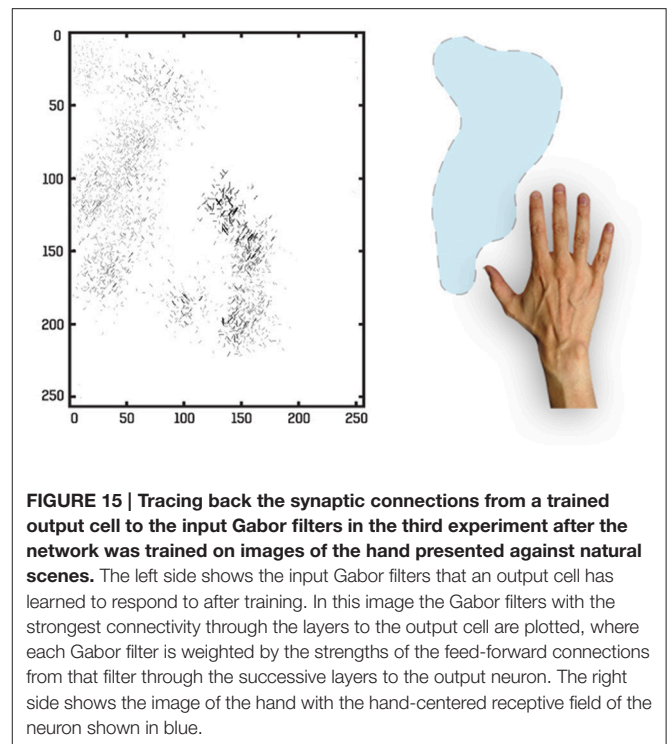 0
50
100
150
200
250
0 50 100 150 200 250
FIGURE 15 | Tracing back the synaptic connections from a trained
output cell to the input Gabor filters in the third experiment after the
network was trained on images of the hand presented against natural
scenes. The left side shows the input Gabor filters that an output cell has
learned to respond to after training. In this image the Gabor filters with the
strongest connectivity through the layers to the output cell are plotted, where
each Gabor filter is weighted by the strengths of the feed-forward connections
from that filter through the successive layers to the output neuron. The right
side shows the image of the hand with the hand-centered receptive field of the
neuron shown in blue.